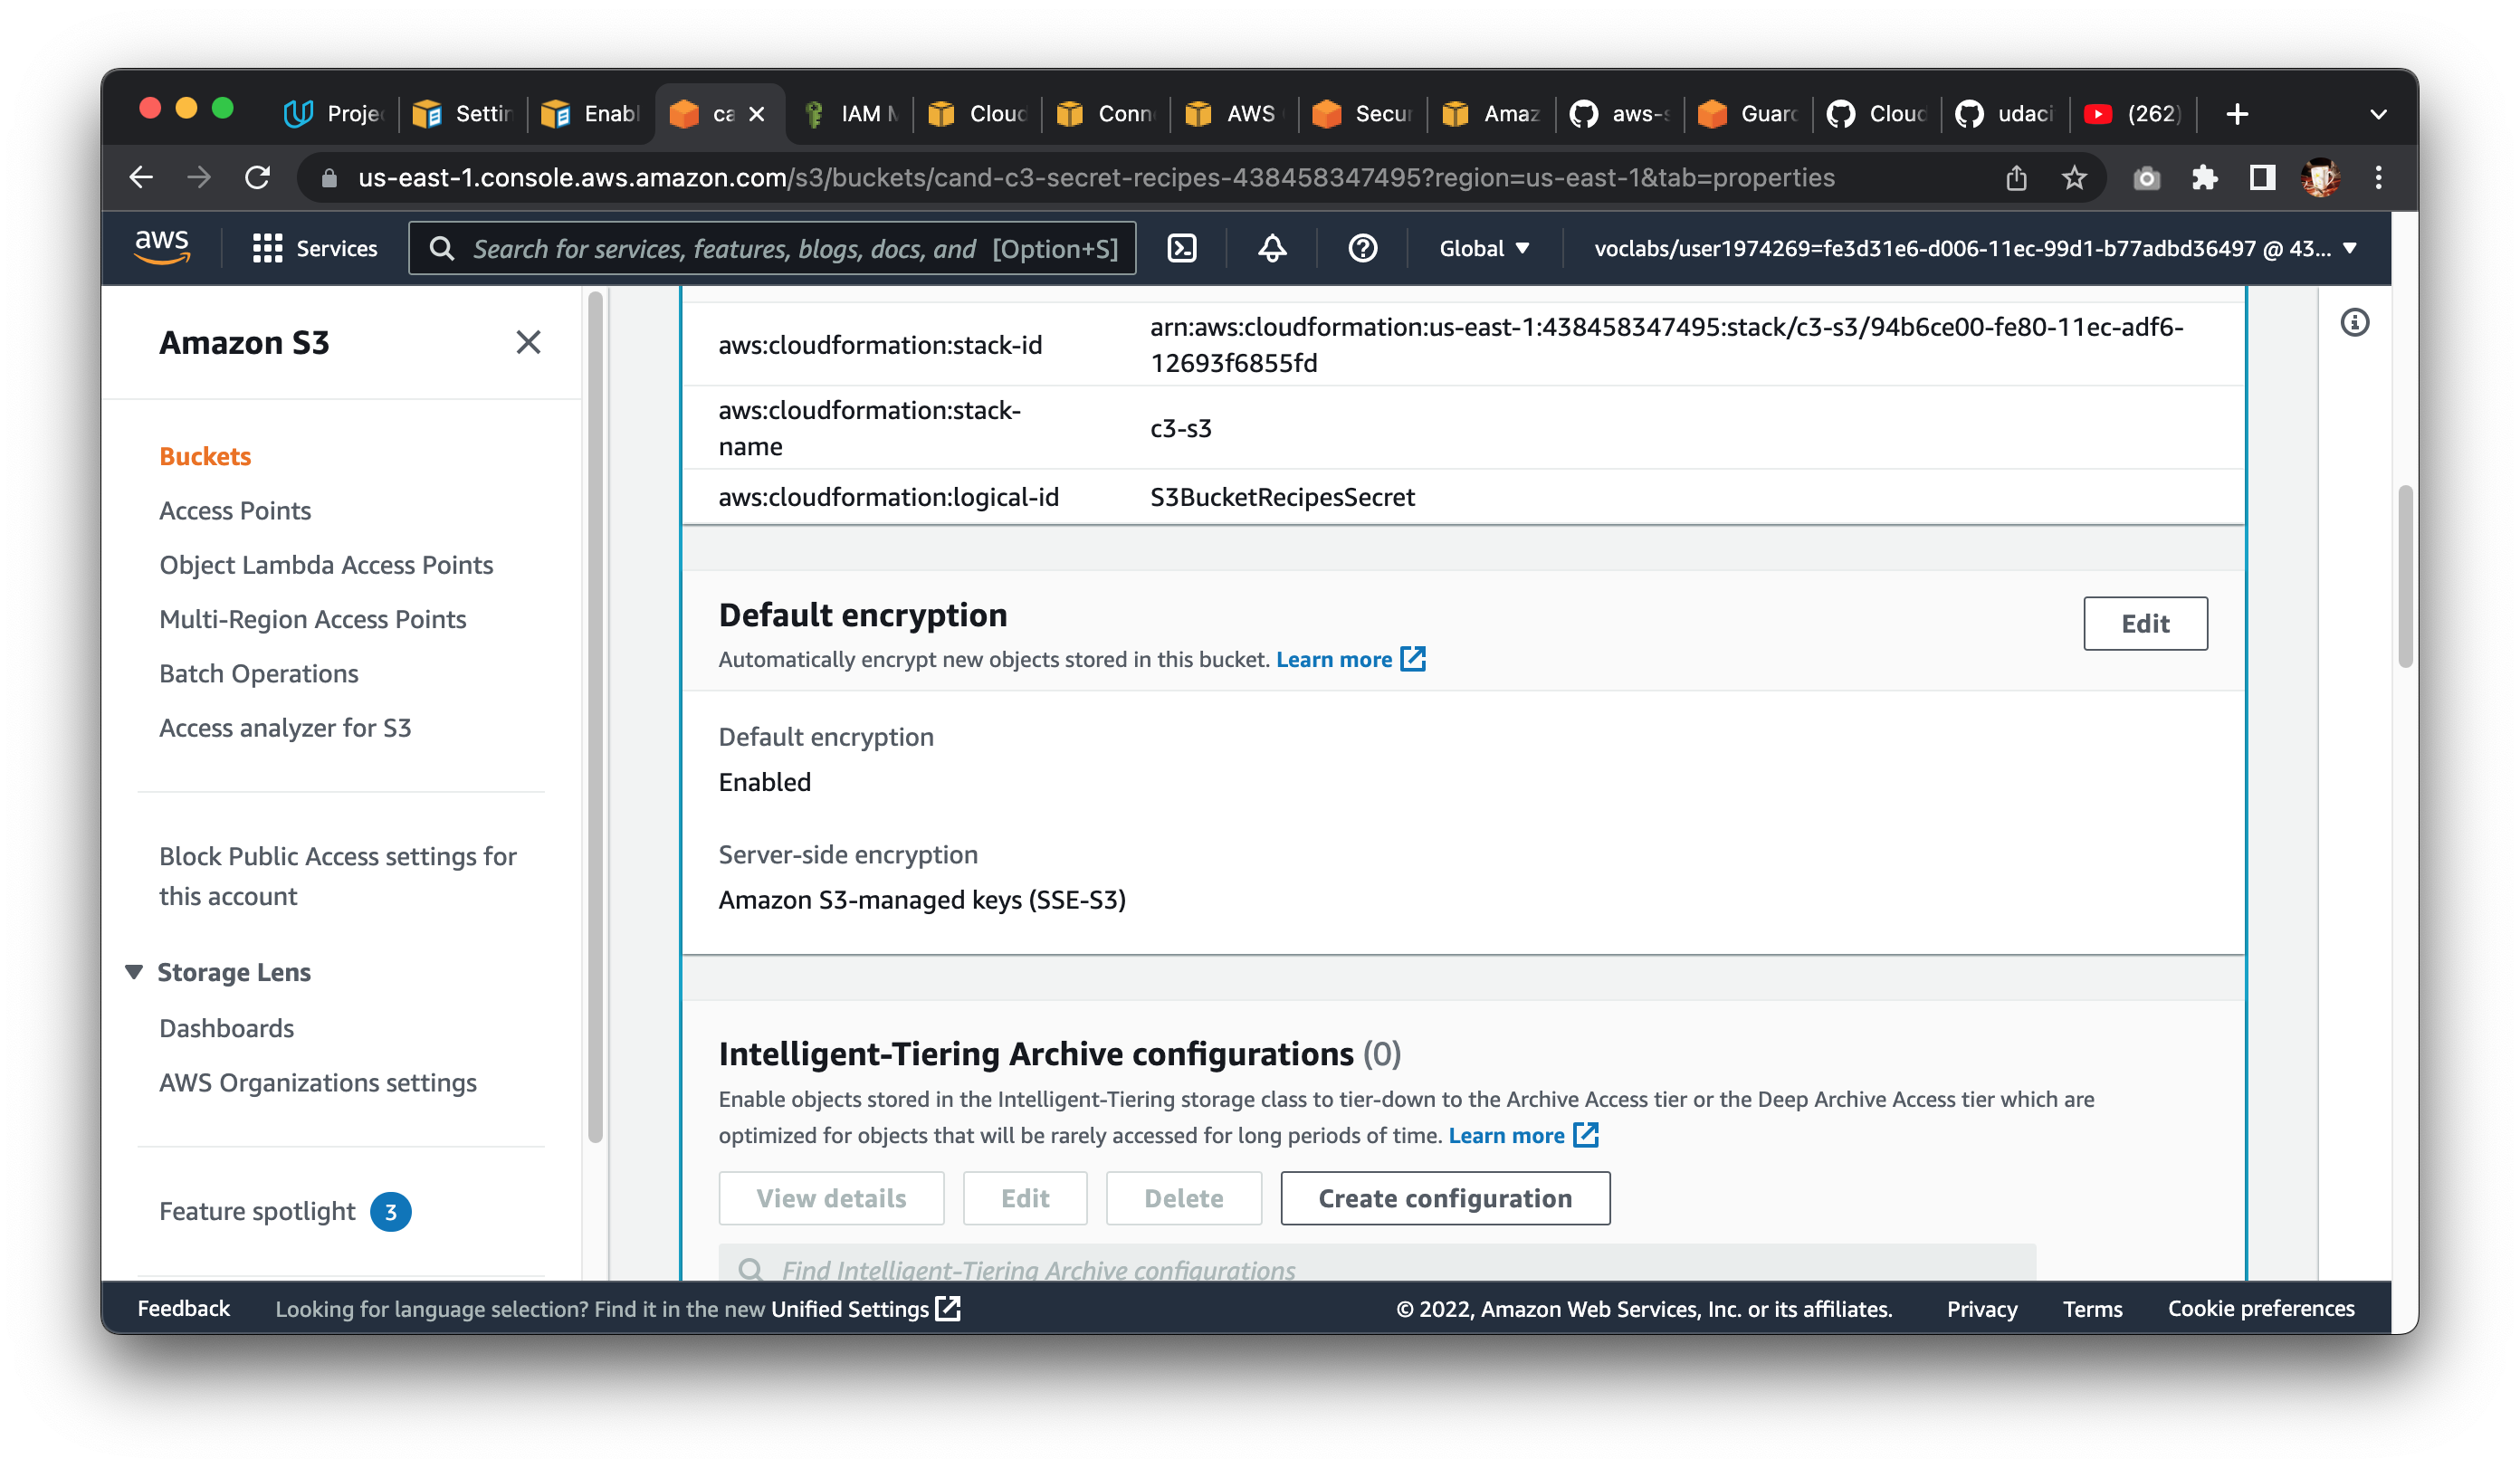 Proje
Settin
Enabl
ca
IAM M
Cloud
Conn
AWS
Secur
Amaz
aws-s
Guard
Cloud
udaci
(262)
us-east-1.console.aws.amazon.com/s3/buckets/cand-c3-secret-recipes-438458347495?region=us-east-1&tab=properties
aws
Services
Search for services, features, blogs, docs, and [Option+S]
Global
voclabs/user1974269=fe3d31e6-d006-11ec-99d1-b77adbd36497 @ 43...
Amazon S3
Buckets
Access Points
Object Lambda Access Points
Multi-Region Access Points
Batch Operations
Access analyzer for S3
Block Public Access settings for
this account
Storage Lens
Dashboards
AWS Organizations settings
Feature spotlight 3
aws:cloudformation:stack-id
arn:aws:cloudformation:us-east-1:438458347495:stack/c3-s3/94b6ce00-fe80-11ec-adf6-
12693f6855fd
aws:cloudformation:stack-
name
c3-s3
aws:cloudformation:logical-id
S3BucketRecipesSecret
Default encryption
Edit
Automatically encrypt new objects stored in this bucket. Learn more
Default encryption
Enabled
Server-side encryption
Amazon S3-managed keys (SSE-S3)
Intelligent-Tiering Archive configurations (0)
Enable objects stored in the Intelligent-Tiering storage class to tier-down to the Archive Access tier or the Deep Archive Access tier which are
optimized for objects that will be rarely accessed for long periods of time. Learn more
View details
Edit
Delete
Create configuration
Find Intelligent-Tiering Archive configurations
Feedback
Looking for language selection? Find it in the new Unified Settings
© 2022, Amazon Web Services, Inc. or its affiliates.
Privacy
Terms
Cookie preferences